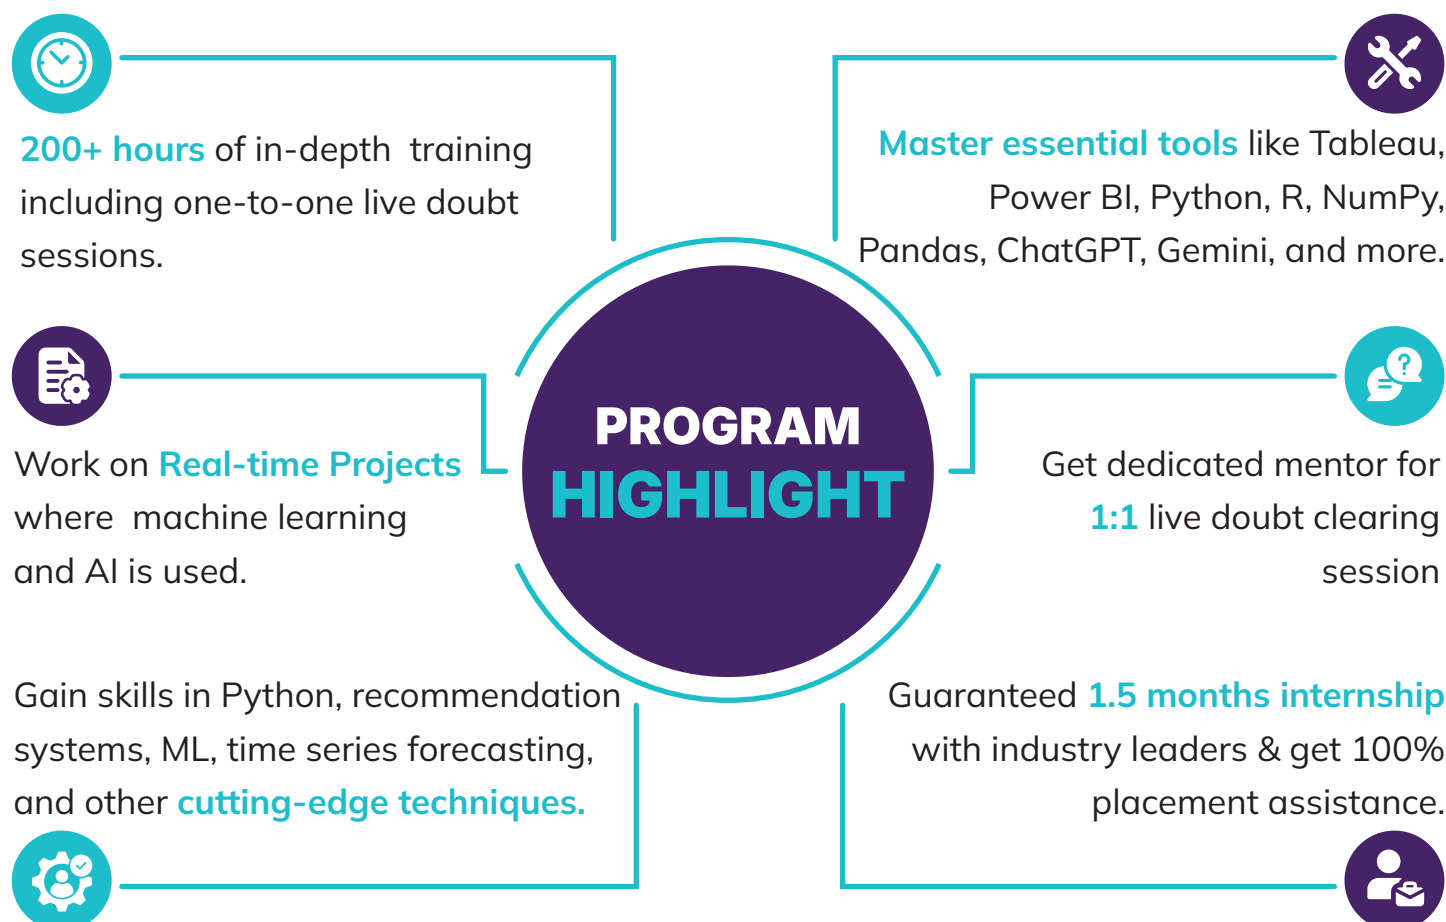 200+ hours of in-depth training
including one-to-one live doubt
sessions.
Master essential tools like Tableau,
Power BI, Python, R, NumPy,
Pandas, ChatGPT, Gemini, and more.
PROGRAM
HIGHLIGHT
Work on Real-time Projects
where machine learning
and AI is used.
Get dedicated mentor for
1:1 live doubt clearing
session
Gain skills in Python, recommendation
systems, ML, time series forecasting,
and other cutting-edge techniques.
Guaranteed 1.5 months internship
with industry leaders & get 100%
placement assistance.